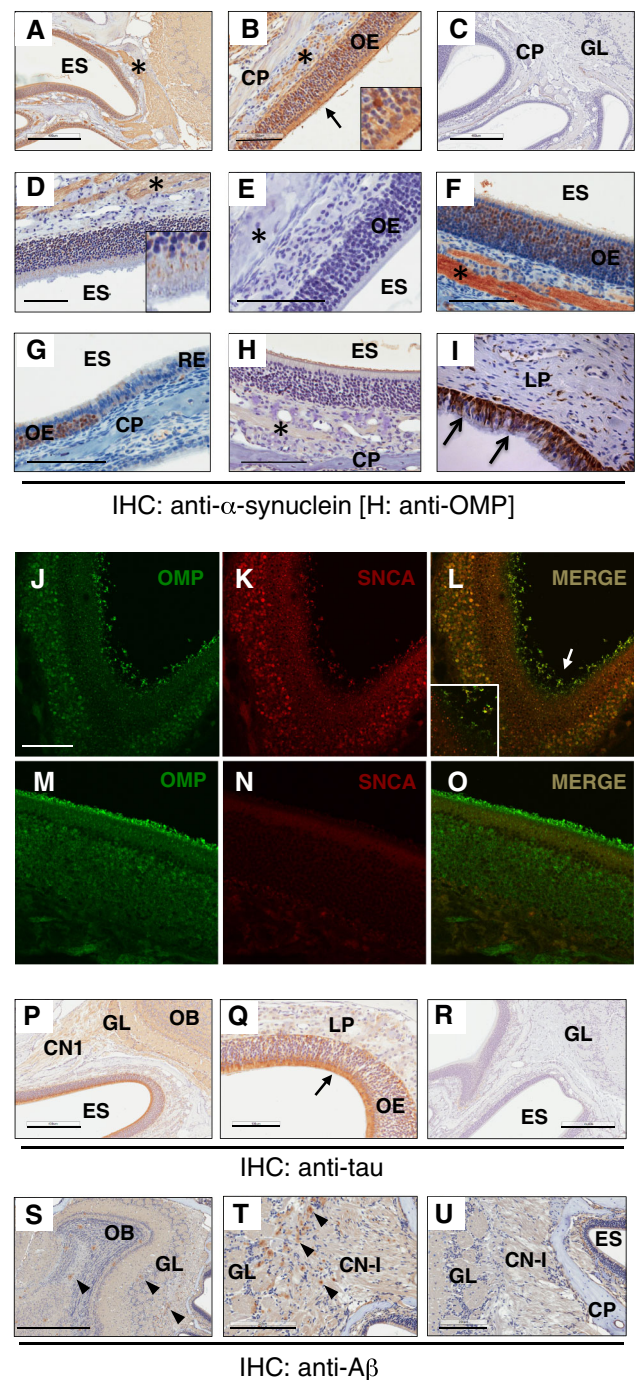 A ES *
B OE * CP
C CP GL
D * ES
E * OE ES
F ES OE *
G ES RE OE CP
H ES * CP
I LP
IHC: anti-α-synuclein [H: anti-OMP]
J OMP
K SNCA
L MERGE
M OMP
N SNCA
O MERGE
P GL OB CN1 ES
Q LP OE
R GL ES
IHC: anti-tau
S OB GL
T GL CN-I
U ES CN-I GL CP
IHC: anti-Aβ